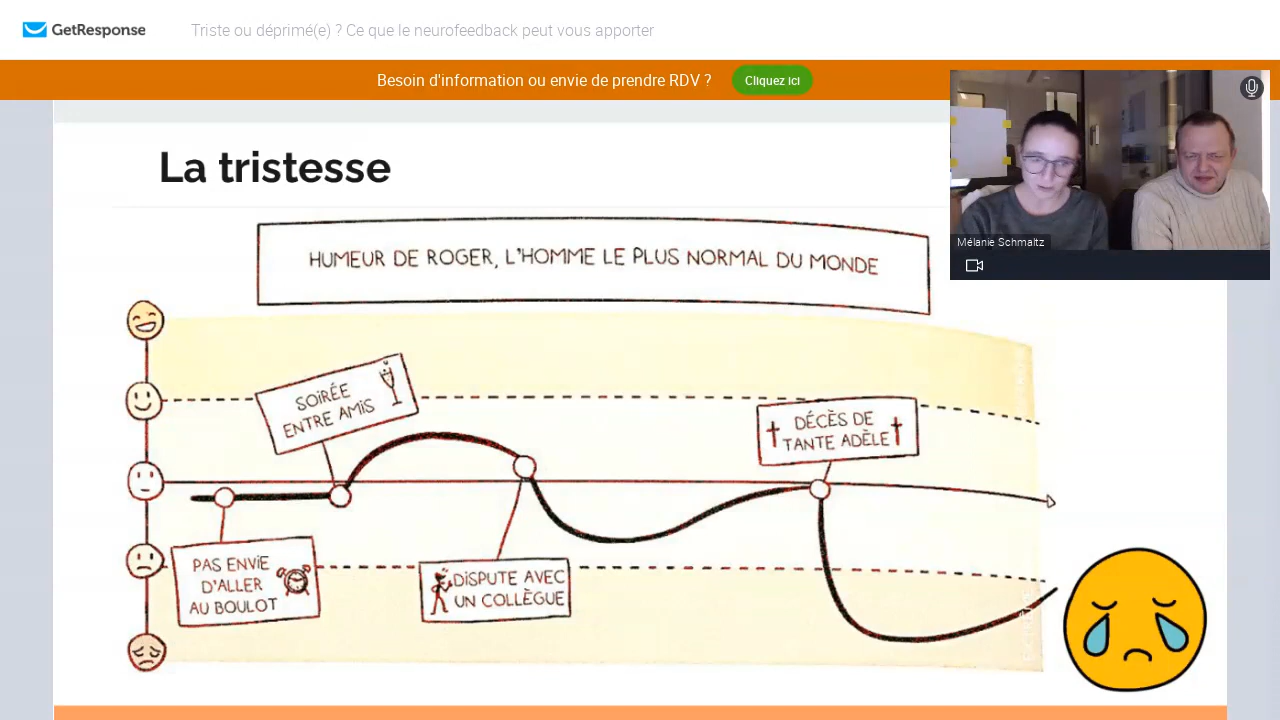 GetResponse
Triste ou déprimé(e) ? Ce que le neurofeedback peut vous apporter
Besoin d'information ou envie de prendre RDV ?
Cliquez ici
La tristesse
Mélanie Schmaltz
HUMEUR DE ROGER, L'HOMME LE PLUS NORMAL DU MONDE
SOIRÉE
ENTRE AMIS
DÉCÈS DE
TANTE ADÈLE
PAS ENVIE
D'ALLER
AU BOULOT
DISPUTE AVEC
UN COLLÈGUE